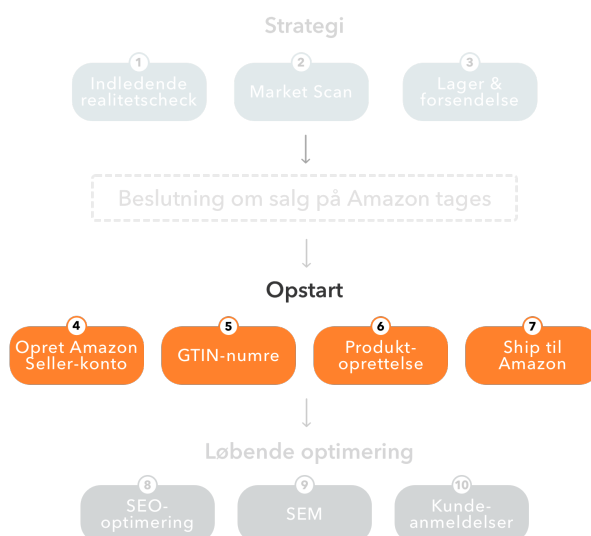 Strategi
1
Indledende
realitetscheck
2
Market Scan
3
Lager &
forsendelse
Beslutning om salg på Amazon tages
Opstart
4
Opret Amazon
Seller-konto
5
GTIN-numre
6
Produkt-
oprettelse
7
Ship til
Amazon
Løbende optimering
8
SEO-
optimering
9
SEM
10
Kunde-
anmeldelser